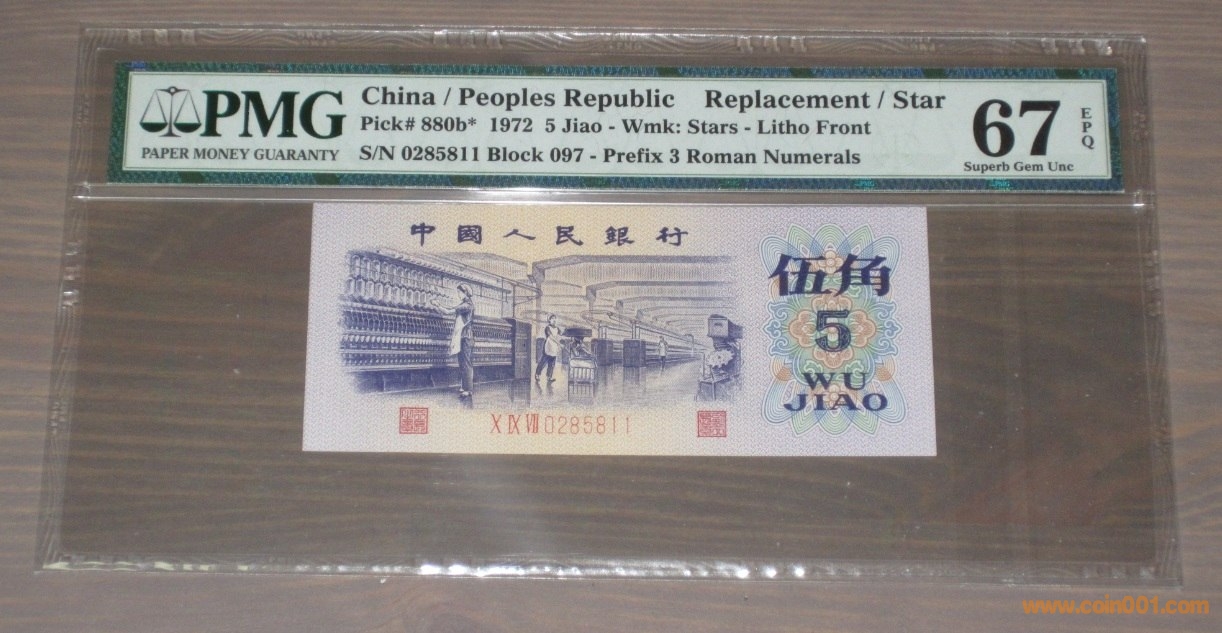 PMG
PAPER MONEY GUARANTY
China / Peoples Republic Replacement / Star
Pick# 880b* 1972 5 Jiao - Wmk: Stars - Litho Front
S/N 0285811 Block 097 - Prefix 3 Roman Numerals
67
EPQ
Superb Gem Unc
中國人民銀行
伍角
5
WU
JIAO
X IX VII 0285811
www.coin001.com